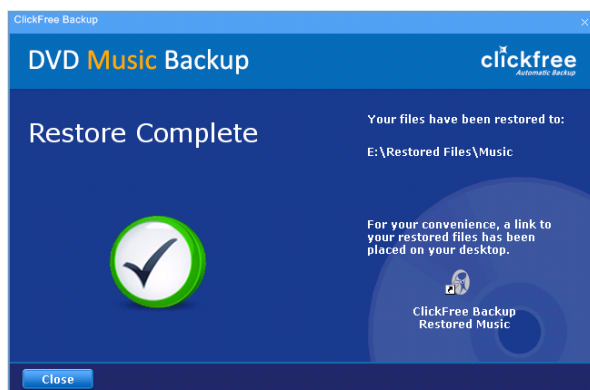 ClickFree Backup
DVD Music Backup
clickfree
Automatic Backup
Restore Complete
Your files have been restored to:
E:\Restored Files\Music
For your convenience, a link to
your restored files has been
placed on your desktop.
ClickFree Backup
Restored Music
Close